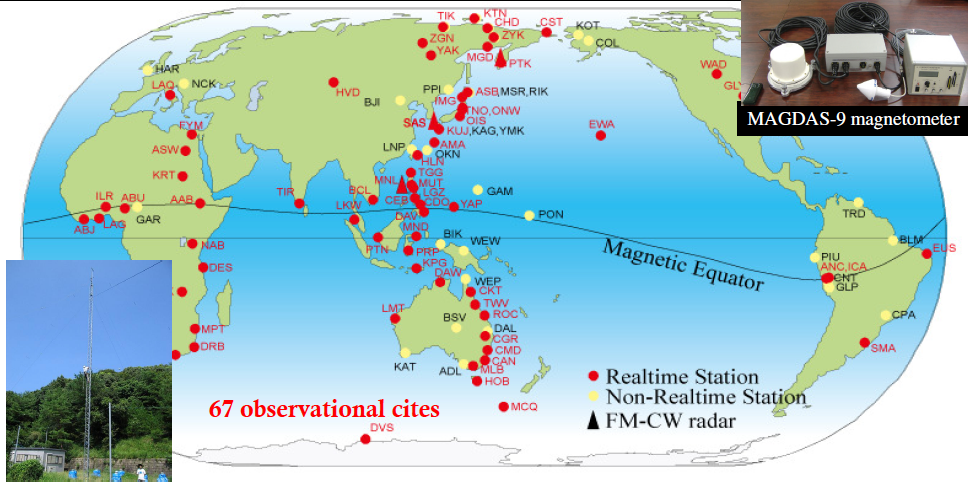 KTN
TIK
CHD
CST
KOT
ZGN
ZYK
COL
YAK
MGD
PTK
HAR
WAD
NCK
LAQ
HVD
PPI
ASB,MSR,RIK
BJI
IMG
TNO,ONW
MAGDAS-9 magnetometer
SAS
OIS
EWA
FYM
KUJ,KAG,YMK
AMA
ASW
LNP
OKN
HLN
KRT
TGG
MNL
MUT
TIR
BCL
LGZ
GAM
ILR
ABU
AAB
CEB
CDO
YAP
TRD
LKW
GAR
DAV
PON
ABJ
LAG
MND
BIK
WEW
BLM
NAB
PTN
PRP
Magnetic Equator
PIU
EUS
DES
KPG
ANC,ICA
DAW
WEP
CNT
CKT
GLP
LMT
TWV
ROC
BSV
DAL
CPA
MPT
CGR
DRB
CMD
SMA
KAT
CAN
ADL
MLB
HOB
Realtime Station
Non-Realtime Station
67 observational cites
MCQ
FM-CW radar
DVS